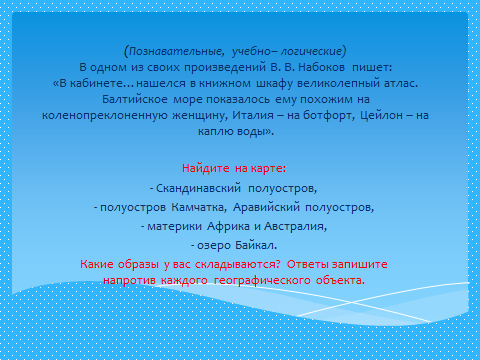 (Познавательные, учебно– логические)
В одном из своих произведений В. В. Набоков пишет:
«В кабинете... нашелся в книжном шкафу великолепный атлас.
Балтийское море показалось ему похожим на
коленопреклоненную женщину, Италия – на ботфорт, Цейлон – на
каплю воды».
Найдите на карте:
- Скандинавский полуостров,
- полуостров Камчатка, Аравийский полуостров,
- материки Африка и Австралия,
- озеро Байкал.
Какие образы у вас складываются? Ответы запишите
напротив каждого географического объекта.